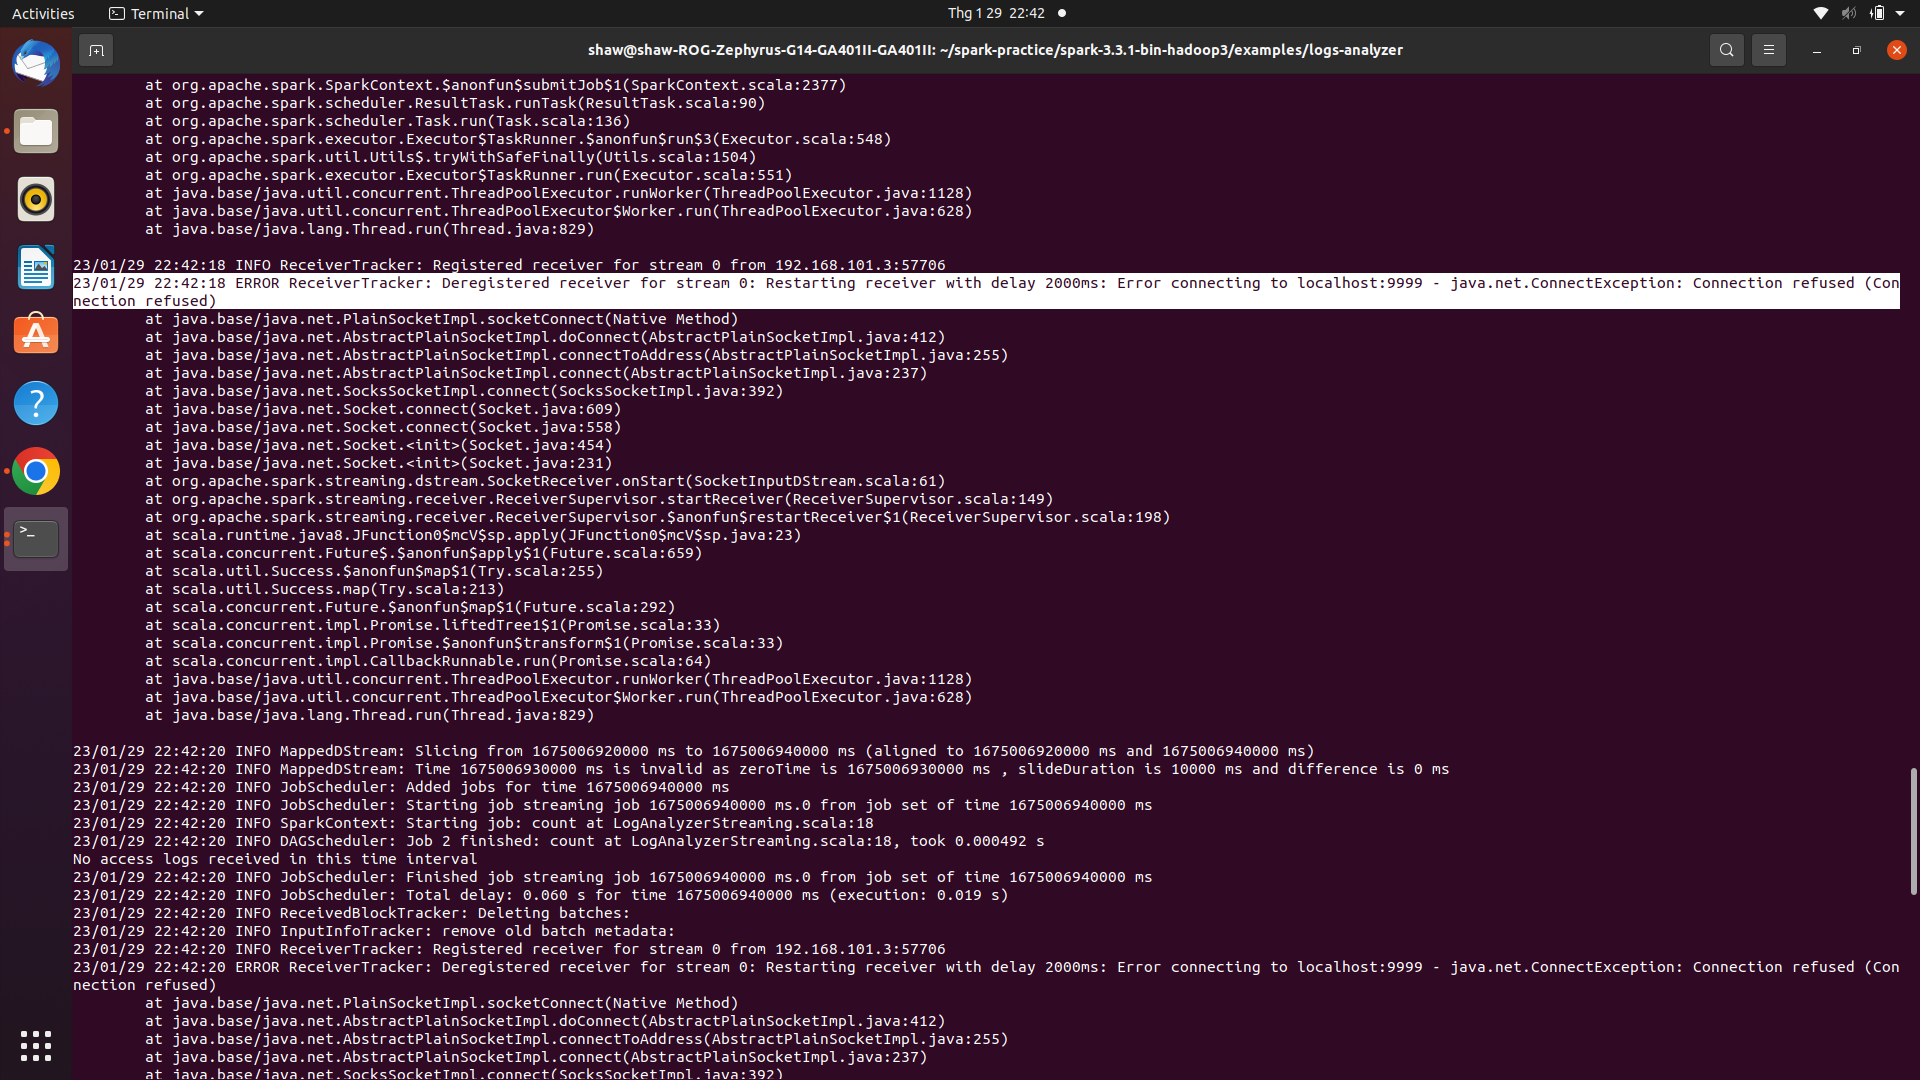 Activities
Terminal
Thg 1 29 22:42
shaw@shaw-ROG-Zephyrus-G14-GA401II-GA401II: ~/spark-practice/spark-3.3.1-bin-hadoop3/examples/logs-analyzer
at org.apache.spark.SparkContext.$anonfun$submitJob$1(SparkContext.scala:2377)
at org.apache.spark.scheduler.ResultTask.runTask(ResultTask.scala:90)
at org.apache.spark.scheduler.Task.run(Task.scala:136)
at org.apache.spark.executor.Executor$TaskRunner.$anonfun$run$3(Executor.scala:548)
at org.apache.spark.util.Utils$.tryWithSafeFinally(Utils.scala:1504)
at org.apache.spark.executor.Executor$TaskRunner.run(Executor.scala:551)
at java.base/java.util.concurrent.ThreadPoolExecutor.runWorker(ThreadPoolExecutor.java:1128)
at java.base/java.util.concurrent.ThreadPoolExecutor$Worker.run(ThreadPoolExecutor.java:628)
at java.base/java.lang.Thread.run(Thread.java:829)
23/01/29 22:42:18 INFO ReceiverTracker: Registered receiver for stream 0 from 192.168.101.3:57706
23/01/29 22:42:18 ERROR ReceiverTracker: Deregistered receiver for stream 0: Restarting receiver with delay 2000ms: Error connecting to localhost:9999 - java.net.ConnectException: Connection refused (Con
nection refused)
at java.base/java.net.PlainSocketImpl.socketConnect(Native Method)
at java.base/java.net.AbstractPlainSocketImpl.doConnect(AbstractPlainSocketImpl.java:412)
at java.base/java.net.AbstractPlainSocketImpl.connectToAddress(AbstractPlainSocketImpl.java:255)
at java.base/java.net.AbstractPlainSocketImpl.connect(AbstractPlainSocketImpl.java:237)
at java.base/java.net.SocksSocketImpl.connect(SocksSocketImpl.java:392)
at java.base/java.net.Socket.connect(Socket.java:609)
at java.base/java.net.Socket.connect(Socket.java:558)
at java.base/java.net.Socket.<init>(Socket.java:454)
at java.base/java.net.Socket.<init>(Socket.java:231)
at org.apache.spark.streaming.dstream.SocketReceiver.onStart(SocketInputDStream.scala:61)
at org.apache.spark.streaming.receiver.ReceiverSupervisor.startReceiver(ReceiverSupervisor.scala:149)
at org.apache.spark.streaming.receiver.ReceiverSupervisor.$anonfun$restartReceiver$1(ReceiverSupervisor.scala:198)
at scala.runtime.java8.JFunction0$mcV$sp.apply(JFunction0$mcV$sp.java:23)
at scala.concurrent.Future$.$anonfun$apply$1(Future.scala:659)
at scala.util.Success.$anonfun$map$1(Try.scala:255)
at scala.util.Success.map(Try.scala:213)
at scala.concurrent.Future.$anonfun$map$1(Future.scala:292)
at scala.concurrent.impl.Promise.liftedTree1$1(Promise.scala:33)
at scala.concurrent.impl.Promise.$anonfun$transform$1(Promise.scala:33)
at scala.concurrent.impl.CallbackRunnable.run(Promise.scala:64)
at java.base/java.util.concurrent.ThreadPoolExecutor.runWorker(ThreadPoolExecutor.java:1128)
at java.base/java.util.concurrent.ThreadPoolExecutor$Worker.run(ThreadPoolExecutor.java:628)
at java.base/java.lang.Thread.run(Thread.java:829)
23/01/29 22:42:20 INFO MappedDStream: Slicing from 1675006920000 ms to 1675006940000 ms (aligned to 1675006920000 ms and 1675006940000 ms)
23/01/29 22:42:20 INFO MappedDStream: Time 1675006930000 ms is invalid as zeroTime is 1675006930000 ms , slideDuration is 10000 ms and difference is 0 ms
23/01/29 22:42:20 INFO JobScheduler: Added jobs for time 1675006940000 ms
23/01/29 22:42:20 INFO JobScheduler: Starting job streaming job 1675006940000 ms.0 from job set of time 1675006940000 ms
23/01/29 22:42:20 INFO SparkContext: Starting job: count at LogAnalyzerStreaming.scala:18
23/01/29 22:42:20 INFO DAGScheduler: Job 2 finished: count at LogAnalyzerStreaming.scala:18, took 0.000492 s
No access logs received in this time interval
23/01/29 22:42:20 INFO JobScheduler: Finished job streaming job 1675006940000 ms.0 from job set of time 1675006940000 ms
23/01/29 22:42:20 INFO JobScheduler: Total delay: 0.060 s for time 1675006940000 ms (execution: 0.019 s)
23/01/29 22:42:20 INFO ReceivedBlockTracker: Deleting batches:
23/01/29 22:42:20 INFO InputInfoTracker: remove old batch metadata:
23/01/29 22:42:20 INFO ReceiverTracker: Registered receiver for stream 0 from 192.168.101.3:57706
23/01/29 22:42:20 ERROR ReceiverTracker: Deregistered receiver for stream 0: Restarting receiver with delay 2000ms: Error connecting to localhost:9999 - java.net.ConnectException: Connection refused (Con
nection refused)
at java.base/java.net.PlainSocketImpl.socketConnect(Native Method)
at java.base/java.net.AbstractPlainSocketImpl.doConnect(AbstractPlainSocketImpl.java:412)
at java.base/java.net.AbstractPlainSocketImpl.connectToAddress(AbstractPlainSocketImpl.java:255)
at java.base/java.net.AbstractPlainSocketImpl.connect(AbstractPlainSocketImpl.java:237)
at java.base/java.net.SocksSocketImpl.connect(SocksSocketImpl.java:392)